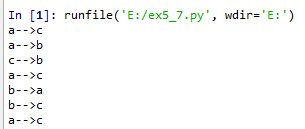 In [1]: runfile('E:/ex5_7.py', wdir='E:')
a-->c
a-->b
c-->b
a-->c
b-->a
b-->c
a-->c